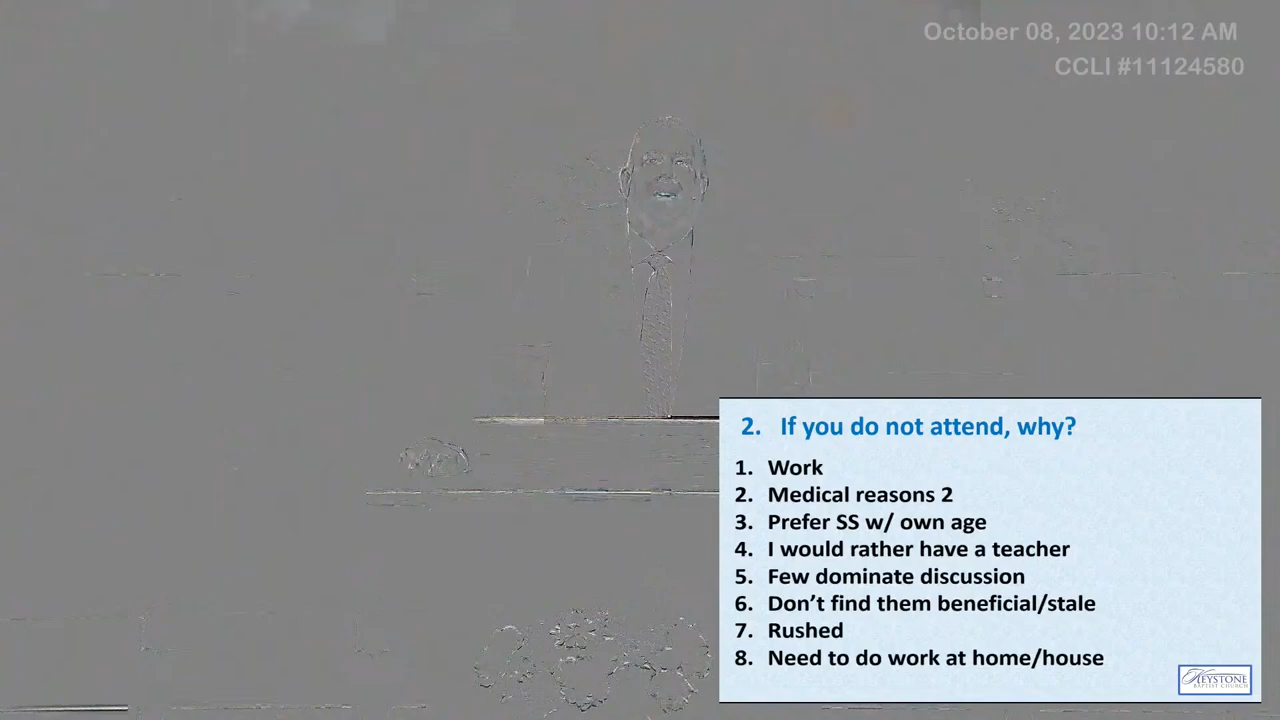 October 08, 2023 10:12 AM
CCLI #11124580
2. If you do not attend, why?
1. Work
2. Medical reasons 2
3. Prefer SS w/ own age
4. I would rather have a teacher
5. Few dominate discussion
6. Don’t find them beneficial/stale
7. Rushed
8. Need to do work at home/house
KEYSTONE
BAPTIST CHURCH